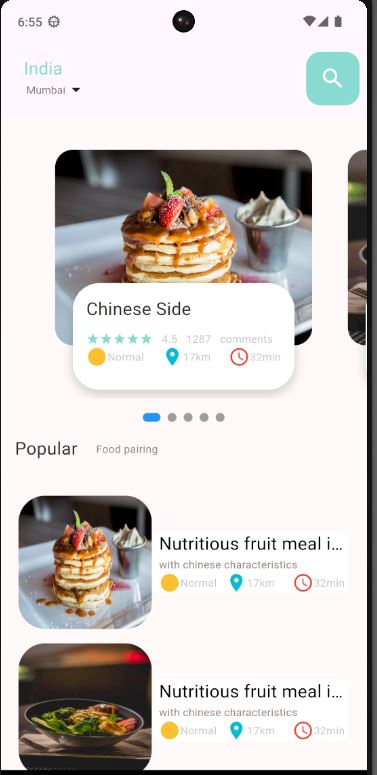 6:55
India
Mumbai
Chinese Side
4.5 1287 comments
Normal 17km 32min
Popular Food pairing
Nutritious fruit meal i...
with chinese characteristics
Normal 17km 32min
Nutritious fruit meal i...
with chinese characteristics
Normal 17km 32min